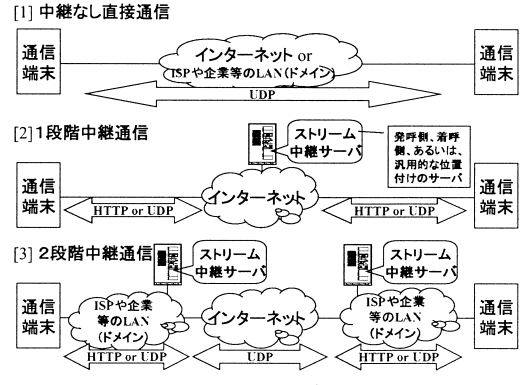 [1] 中継なし直接通信
通信
端末
インターネット or
ISPや企業等のLAN(ドメイン)
UDP
通信
端末
[2] 1段階中継通信
ストリーム
中継サーバ
発呼側、着呼
側、あるいは、
汎用的な位置
付けのサーバ
通信
端末
HTTP or UDP
インターネット
HTTP or UDP
通信
端末
[3] 2段階中継通信
ストリーム
中継サーバ
ストリーム
中継サーバ
通信
端末
ISPや企業
等のLAN
(ドメイン)
インターネット
ISPや企業
等のLAN
(ドメイン)
通信
端末
HTTP or UDP
UDP
HTTP or UDP